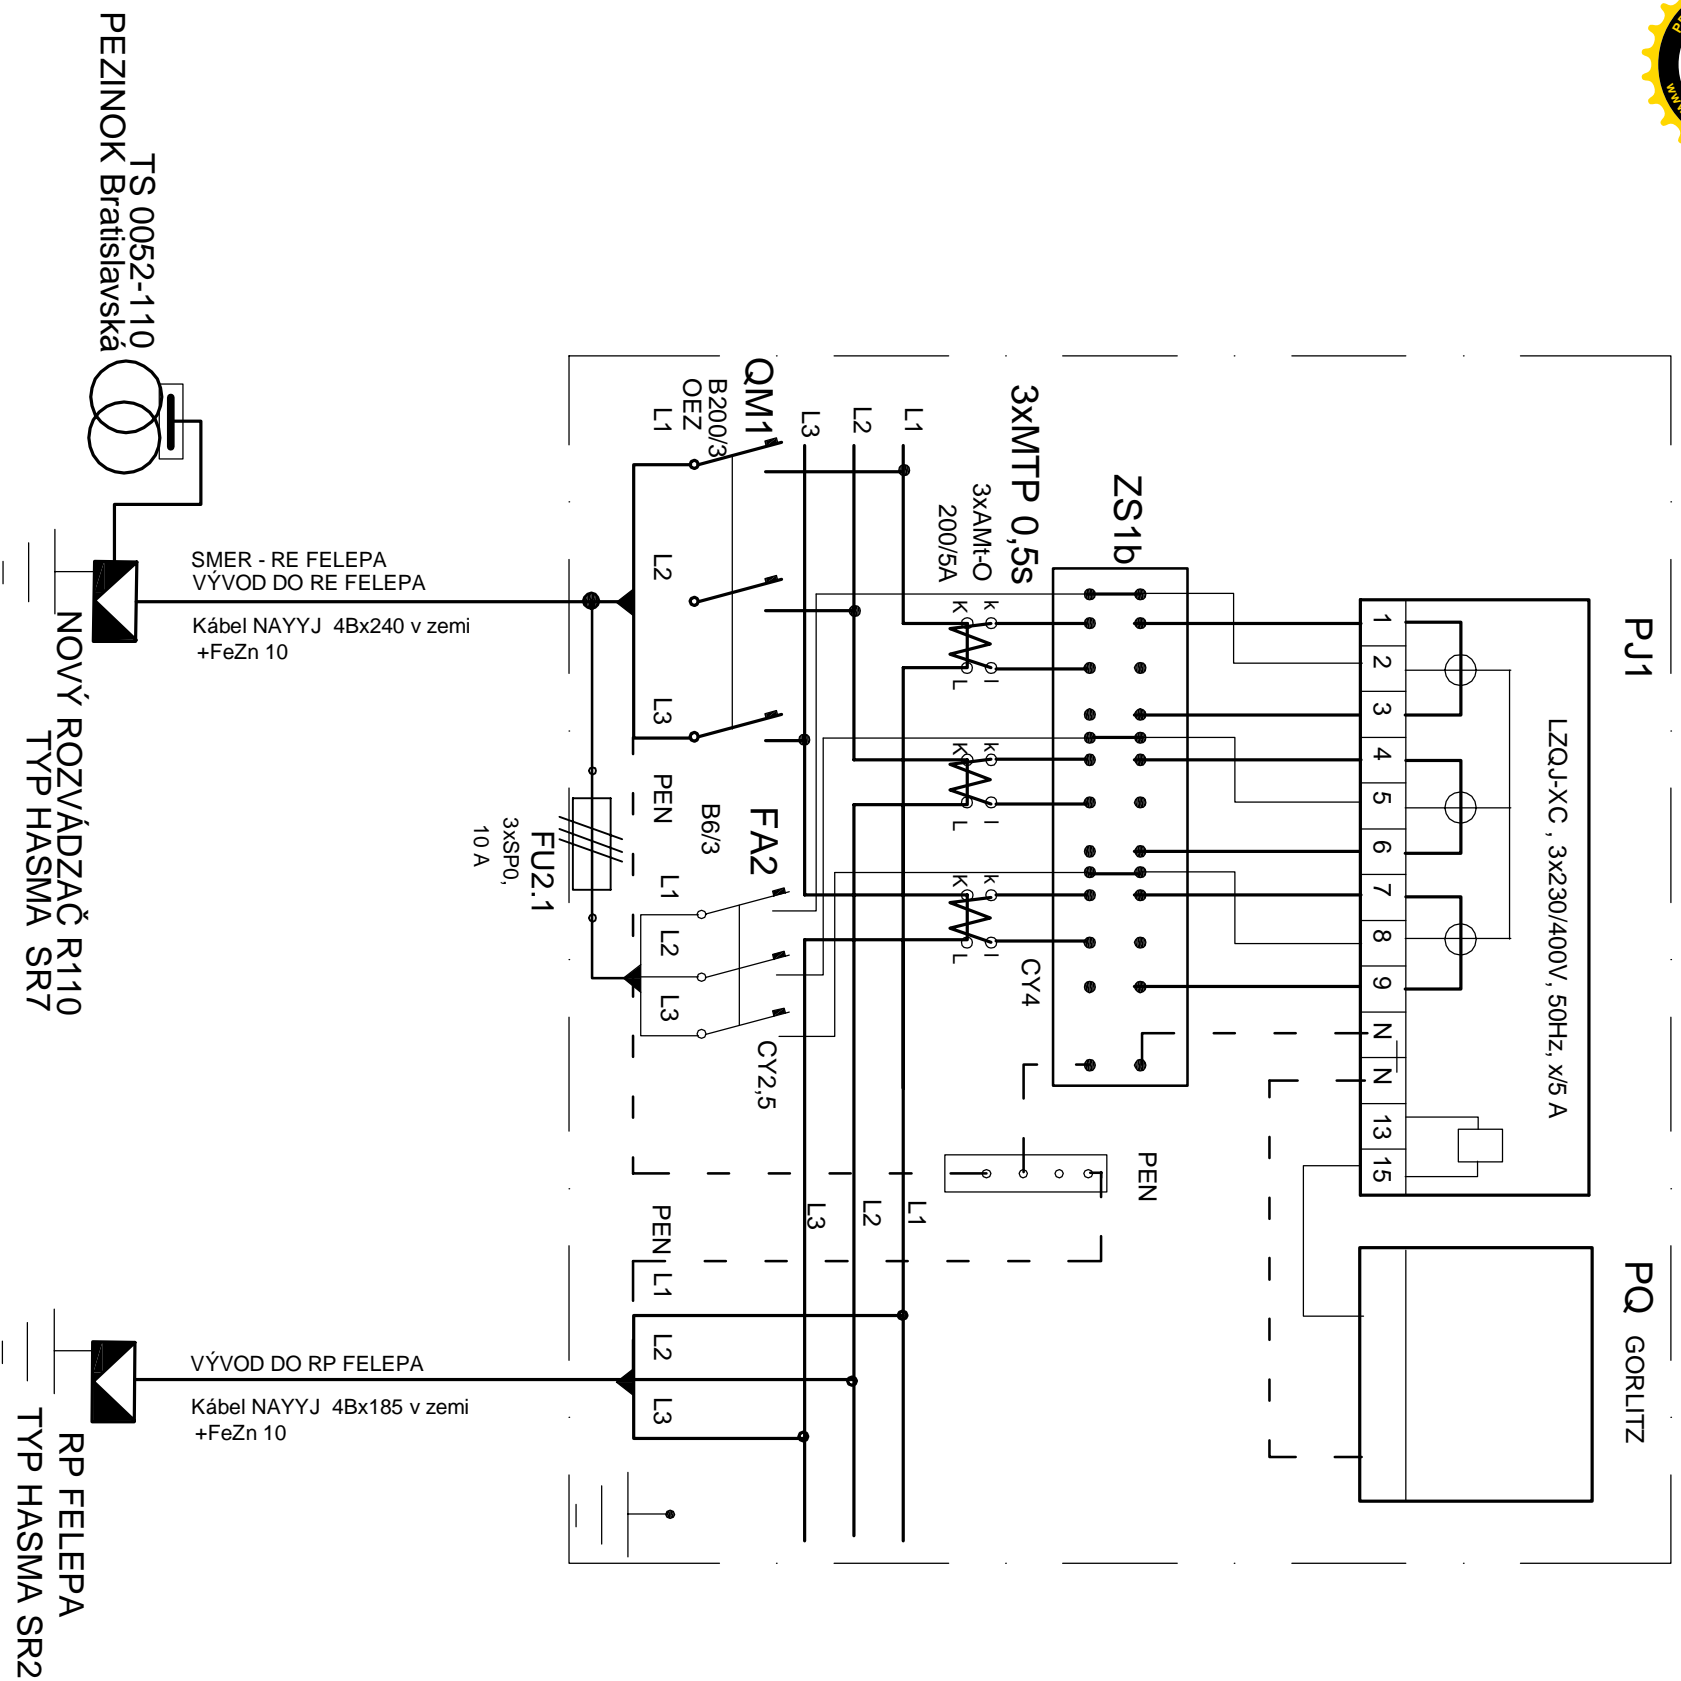 PJ1
LZQJ-XC , 3x230/400V, 50Hz, x/5 A
1
2
3
4
5
6
7
8
9
N
N
13
15
PQ GORLITZ
ZS1b
CY4
PEN
3xMTP 0,5s
3xAMt-O
200/5A
K
k
L
l
K
k
L
l
K
k
L
l
L1
L2
L3
L1
L2
L3
QM1
B200/3
OEZ
L1
L2
L3
PEN
FA2
B6/3
L1
L2
L3
CY2,5
FU2.1
3xSP0,
10 A
PEN
L1
L2
L3
TS 0052-110
PEZINOK Bratislavská
SMER - RE FELEPA
VÝVOD DO RE FELEPA
Kábel NAYYJ 4Bx240 v zemi
+FeZn 10
NOVÝ ROZVÁDZAČ R110
TYP HASMA SR7
VÝVOD DO RP FELEPA
Kábel NAYYJ 4Bx185 v zemi
+FeZn 10
RP FELEPA
TYP HASMA SR2